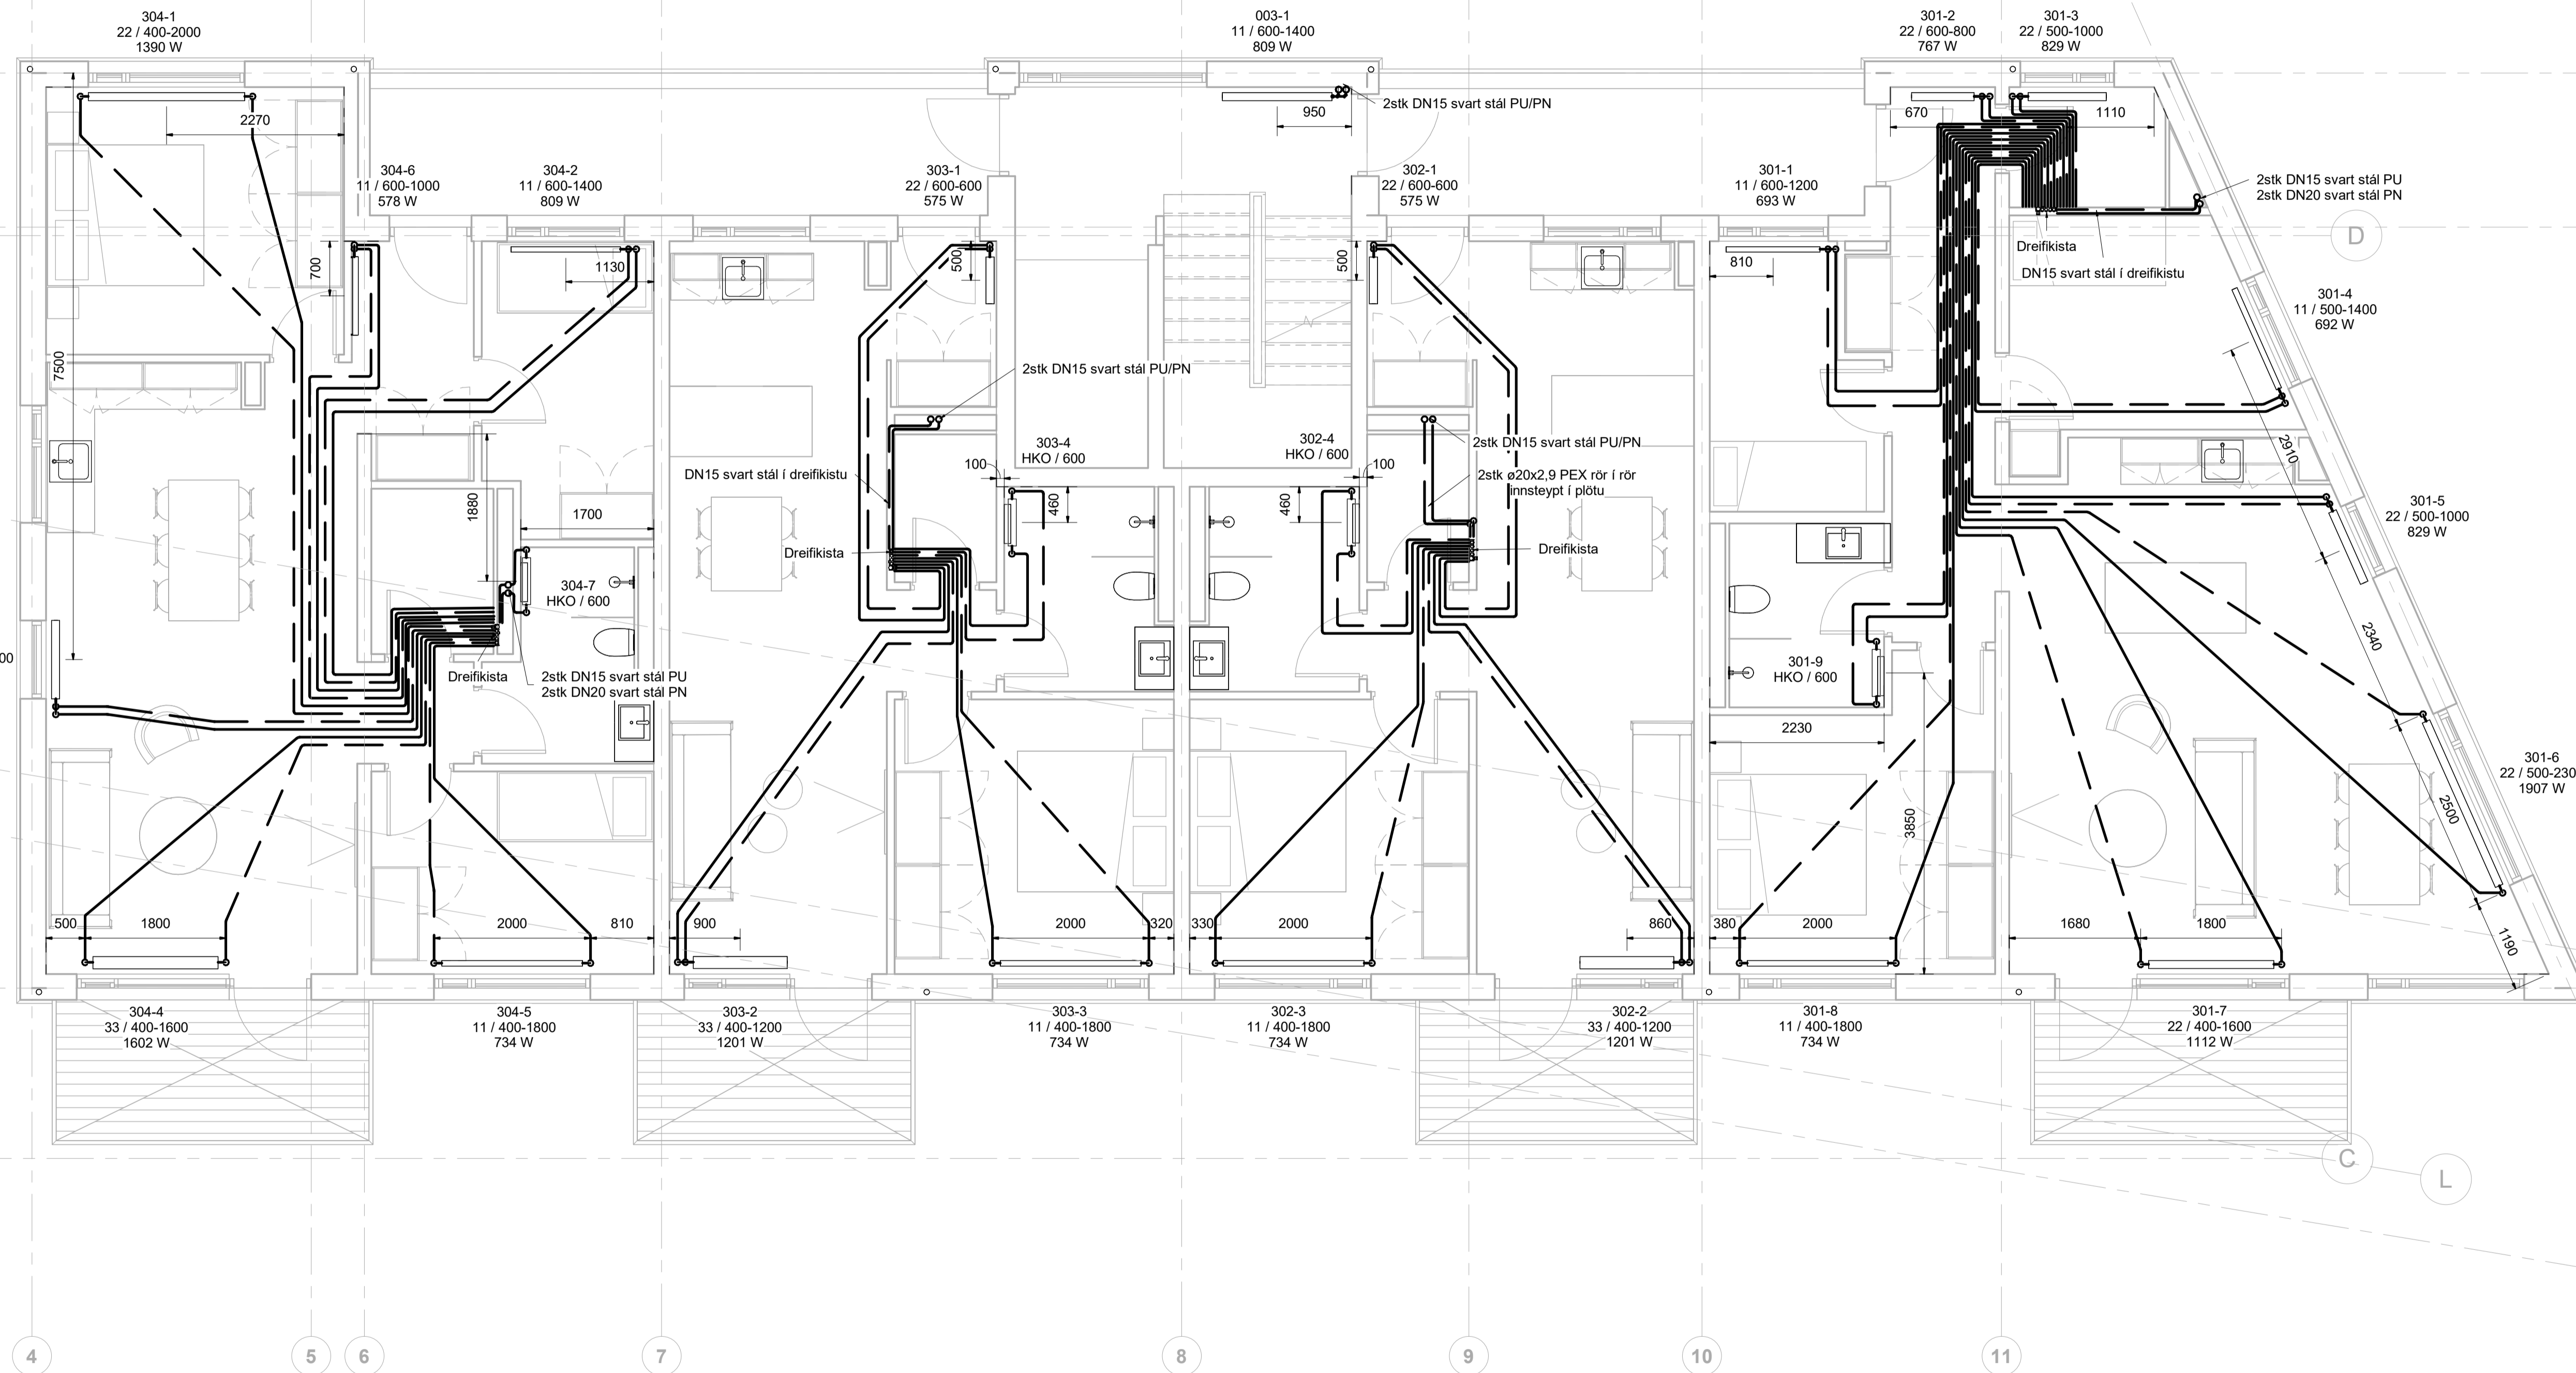 304-1
22 / 400-2000
1390 W
003-1
11 / 600-1400
809 W
301-2
22 / 600-800
767 W
301-3
22 / 500-1000
829 W
2270
950
2stk DN15 svart stál PU/PN
670
1110
304-6
11 / 600-1000
578 W
304-2
11 / 600-1400
809 W
303-1
22 / 600-600
575 W
302-1
22 / 600-600
575 W
301-1
11 / 600-1200
693 W
2stk DN15 svart stál PU
2stk DN20 svart stál PN
D
Dreifikista
DN15 svart stál í dreifikistu
700
1130
500
500
810
301-4
11 / 500-1400
692 W
7500
2stk DN15 svart stál PU/PN
303-4
HKO / 600
302-4
HKO / 600
2stk DN15 svart stál PU/PN
2910
DN15 svart stál í dreifikistu
100
100
2stk ø20x2,9 PEX rör í rör
innsteypt í plötu
1880
1700
460
460
301-5
22 / 500-1000
829 W
Dreifikista
Dreifikista
304-7
HKO / 600
2340
00
Dreifikista
2stk DN15 svart stál PU
2stk DN20 svart stál PN
301-9
HKO / 600
2230
301-6
22 / 500-230
1907 W
3850
2500
500
1800
2000
810
900
2000
320
330
2000
860
380
2000
1680
1800
1190
304-4
33 / 400-1600
1602 W
304-5
11 / 400-1800
734 W
303-2
33 / 400-1200
1201 W
303-3
11 / 400-1800
734 W
302-3
11 / 400-1800
734 W
302-2
33 / 400-1200
1201 W
301-8
11 / 400-1800
734 W
301-7
22 / 400-1600
1112 W
C
L
4
5
6
7
8
9
10
11